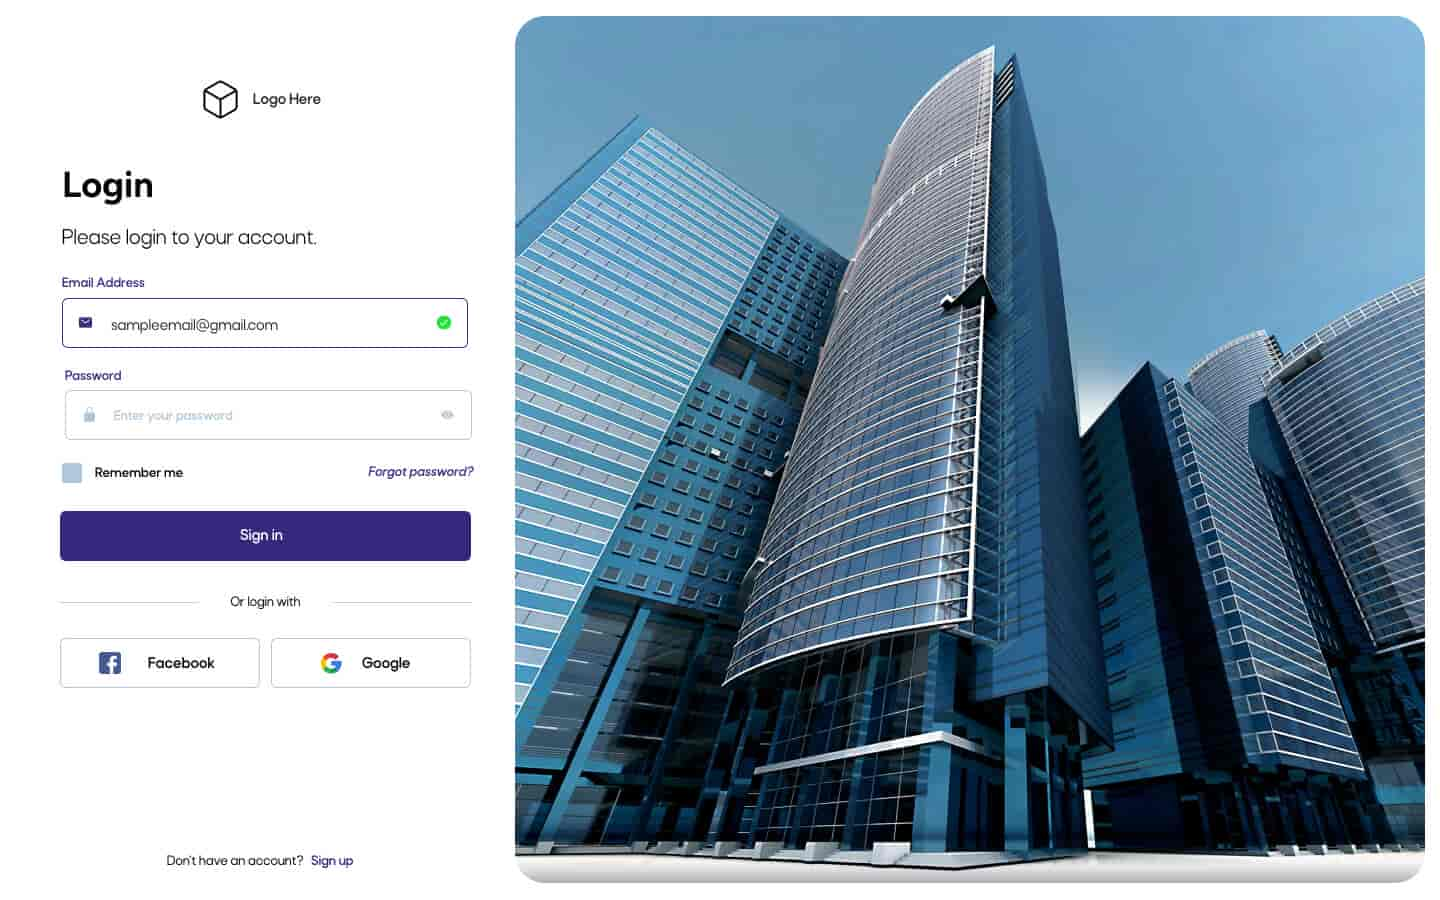 Logo Here
Login
Please login to your account.
Email Address
sampleemail@gmail.com
Password
Enter your password
Remember me
Forgot password?
Sign in
Or login with
Facebook
Google
Don't have an account? Sign up